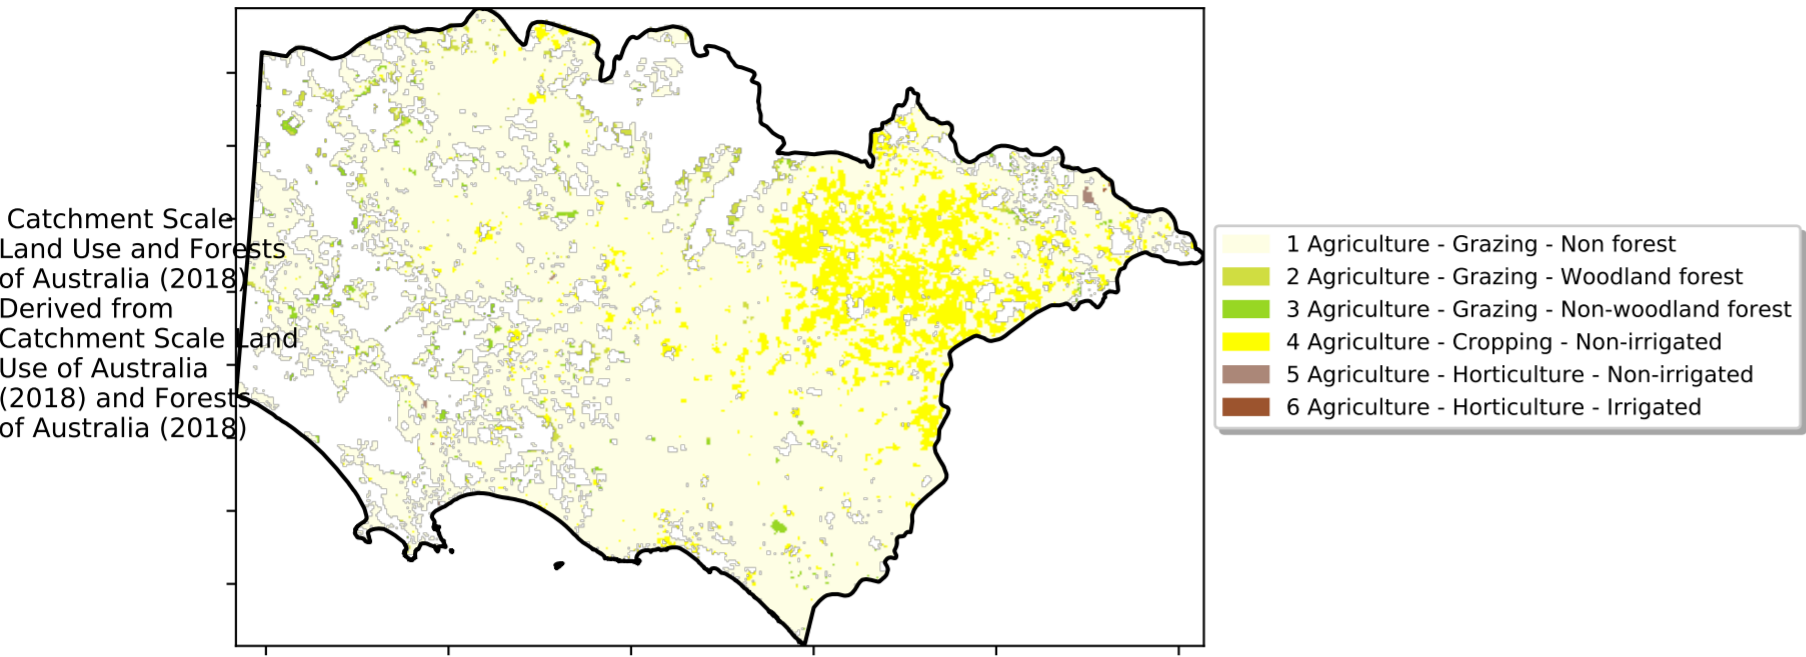 Catchment Scale
Land Use and Forests
of Australia (2018)
Derived from
Catchment Scale Land
Use of Australia
(2018) and Forests
of Australia (2018)
1 Agriculture - Grazing - Non forest
2 Agriculture - Grazing - Woodland forest
3 Agriculture - Grazing - Non-woodland forest
4 Agriculture - Cropping - Non-irrigated
5 Agriculture - Horticulture - Non-irrigated
6 Agriculture - Horticulture - Irrigated